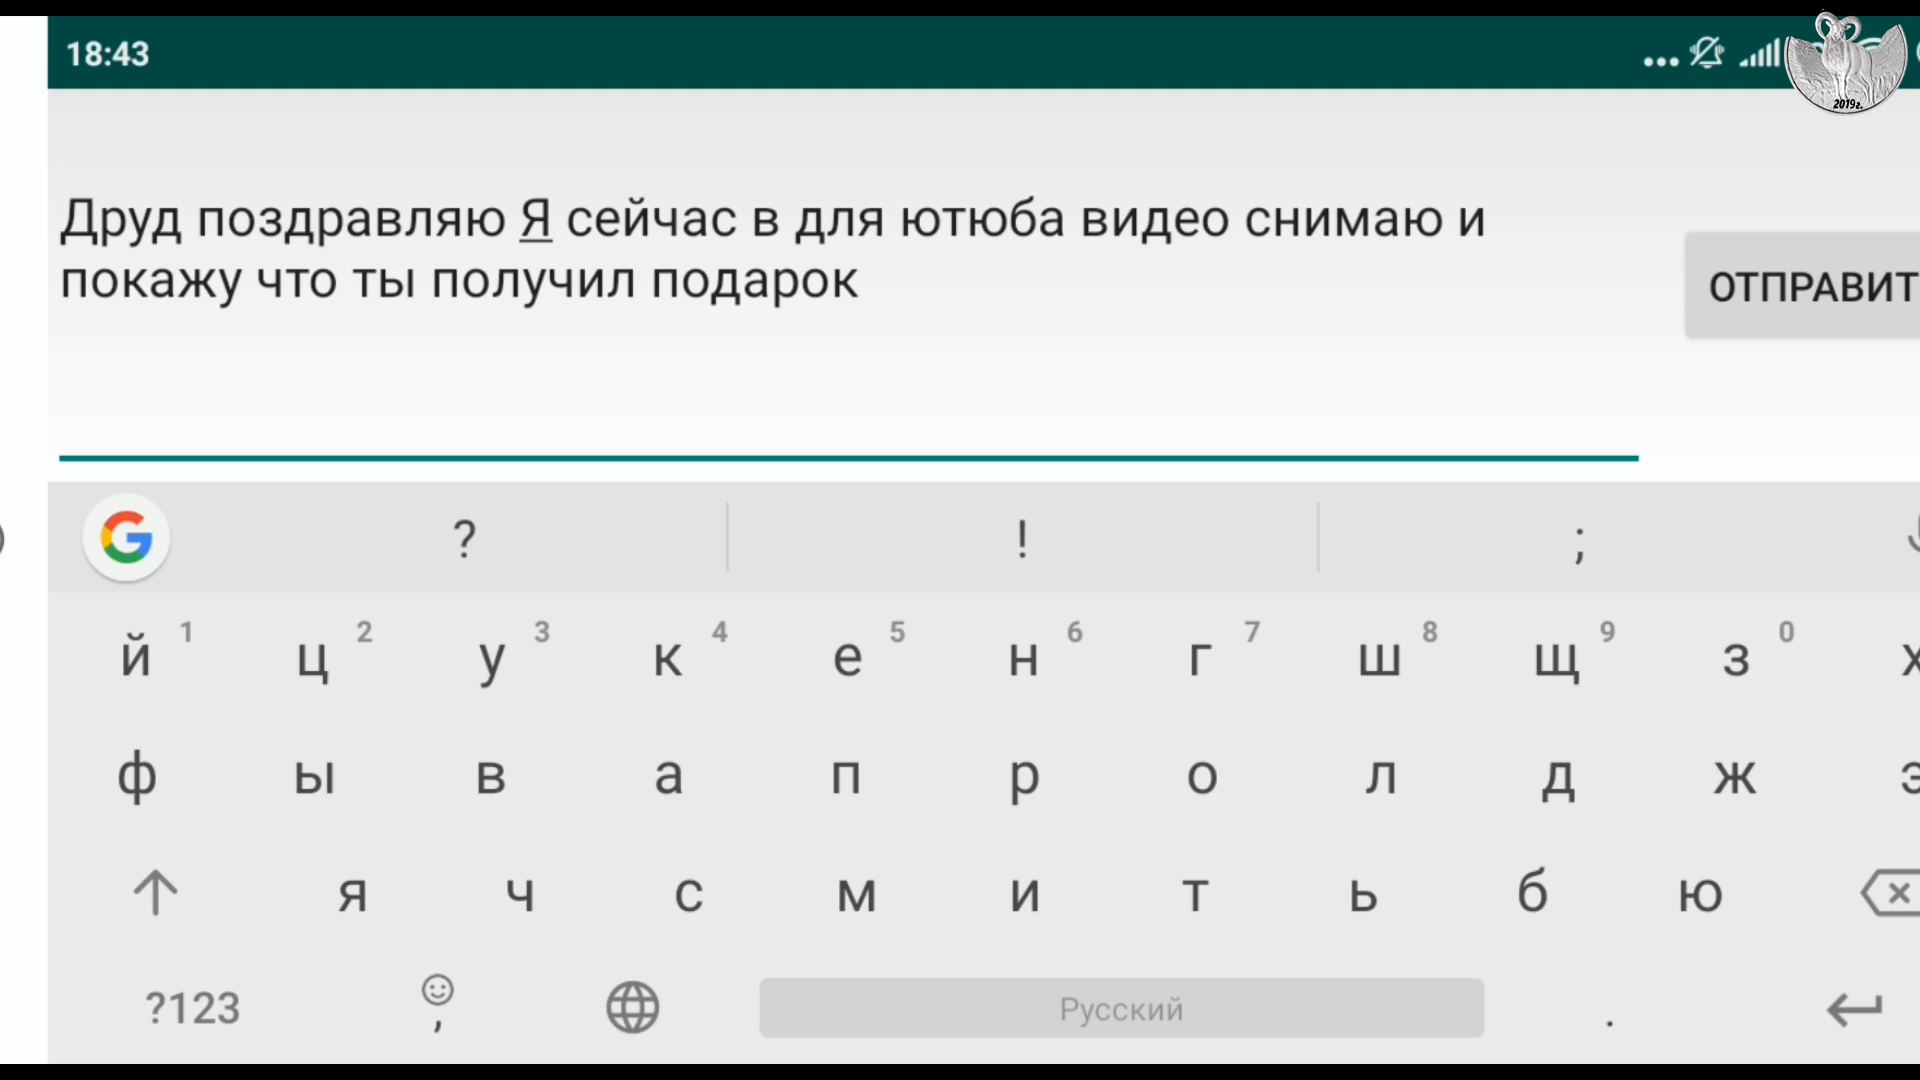 18:43
2019г.
Друд поздравляю Я сейчас в для ютюба видео снимаю и
покажу что ты получил подарок
ОТПРАВИТ
? ! ;
й 1 ц 2 у 3 к 4 е 5 н 6 г 7 ш 8 щ 9 з 0 х
ф ы в а п р о л д ж э
я ч с м и т ь б ю
?123 , Русский .